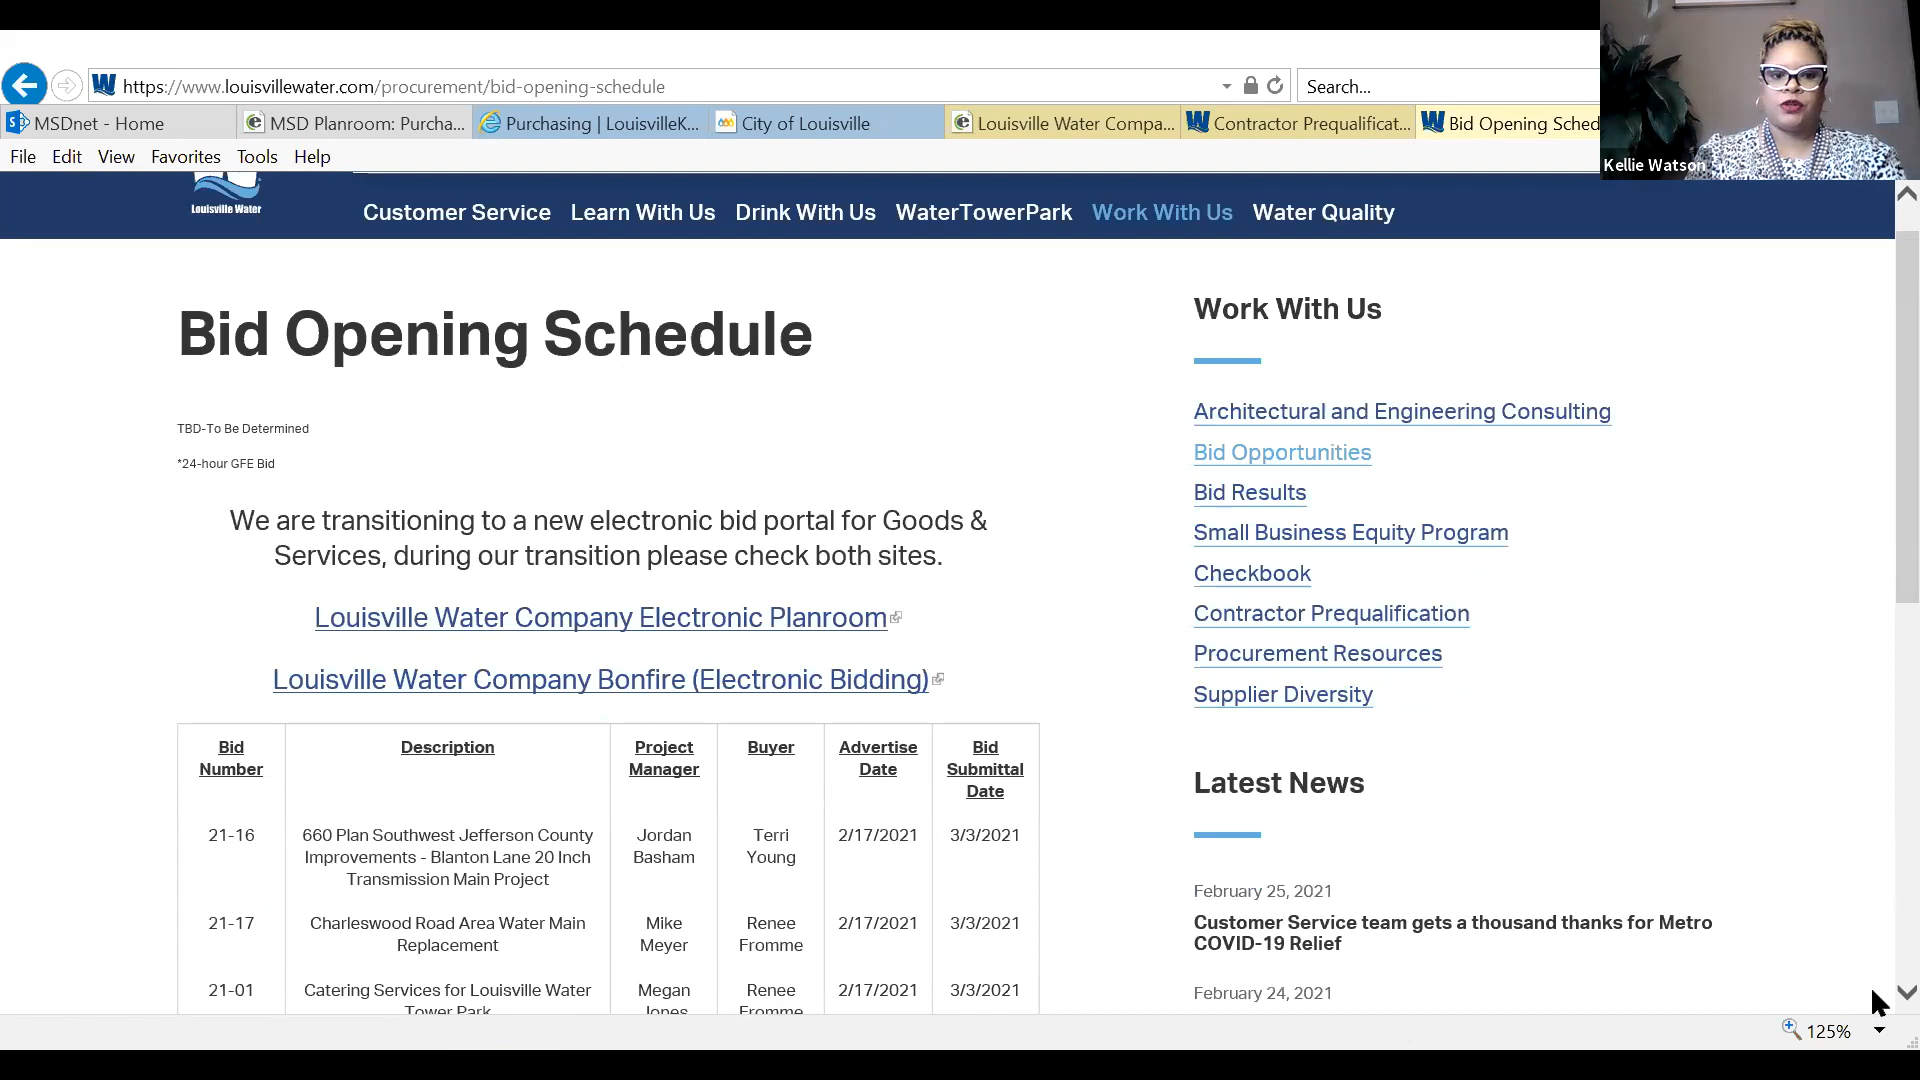 https://www.louisvillewater.com/procurement/bid-opening-schedule
Search...
MSDnet - Home
MSD Planroom: Purcha...
Purchasing | LouisvilleK...
City of Louisville
Louisville Water Compa...
Contractor Prequalificat...
Bid Opening Sched
File Edit View Favorites Tools Help
Kellie Watson
Louisville Water
Customer Service Learn With Us Drink With Us WaterTowerPark Work With Us Water Quality
Bid Opening Schedule
TBD-To Be Determined
*24-hour GFE Bid
We are transitioning to a new electronic bid portal for Goods &
Services, during our transition please check both sites.
Louisville Water Company Electronic Planroom
Louisville Water Company Bonfire (Electronic Bidding)
Bid Number Description Project Manager Buyer Advertise Date Bid Submittal Date
21-16 660 Plan Southwest Jefferson County Improvements - Blanton Lane 20 Inch Transmission Main Project Jordan Basham Terri Young 2/17/2021 3/3/2021
21-17 Charleswood Road Area Water Main Replacement Mike Meyer Renee Fromme 2/17/2021 3/3/2021
21-01 Catering Services for Louisville Water Tower Park Megan Jones Renee Fromme 2/17/2021 3/3/2021
Work With Us
Architectural and Engineering Consulting
Bid Opportunities
Bid Results
Small Business Equity Program
Checkbook
Contractor Prequalification
Procurement Resources
Supplier Diversity
Latest News
February 25, 2021
Customer Service team gets a thousand thanks for Metro
COVID-19 Relief
February 24, 2021
125%